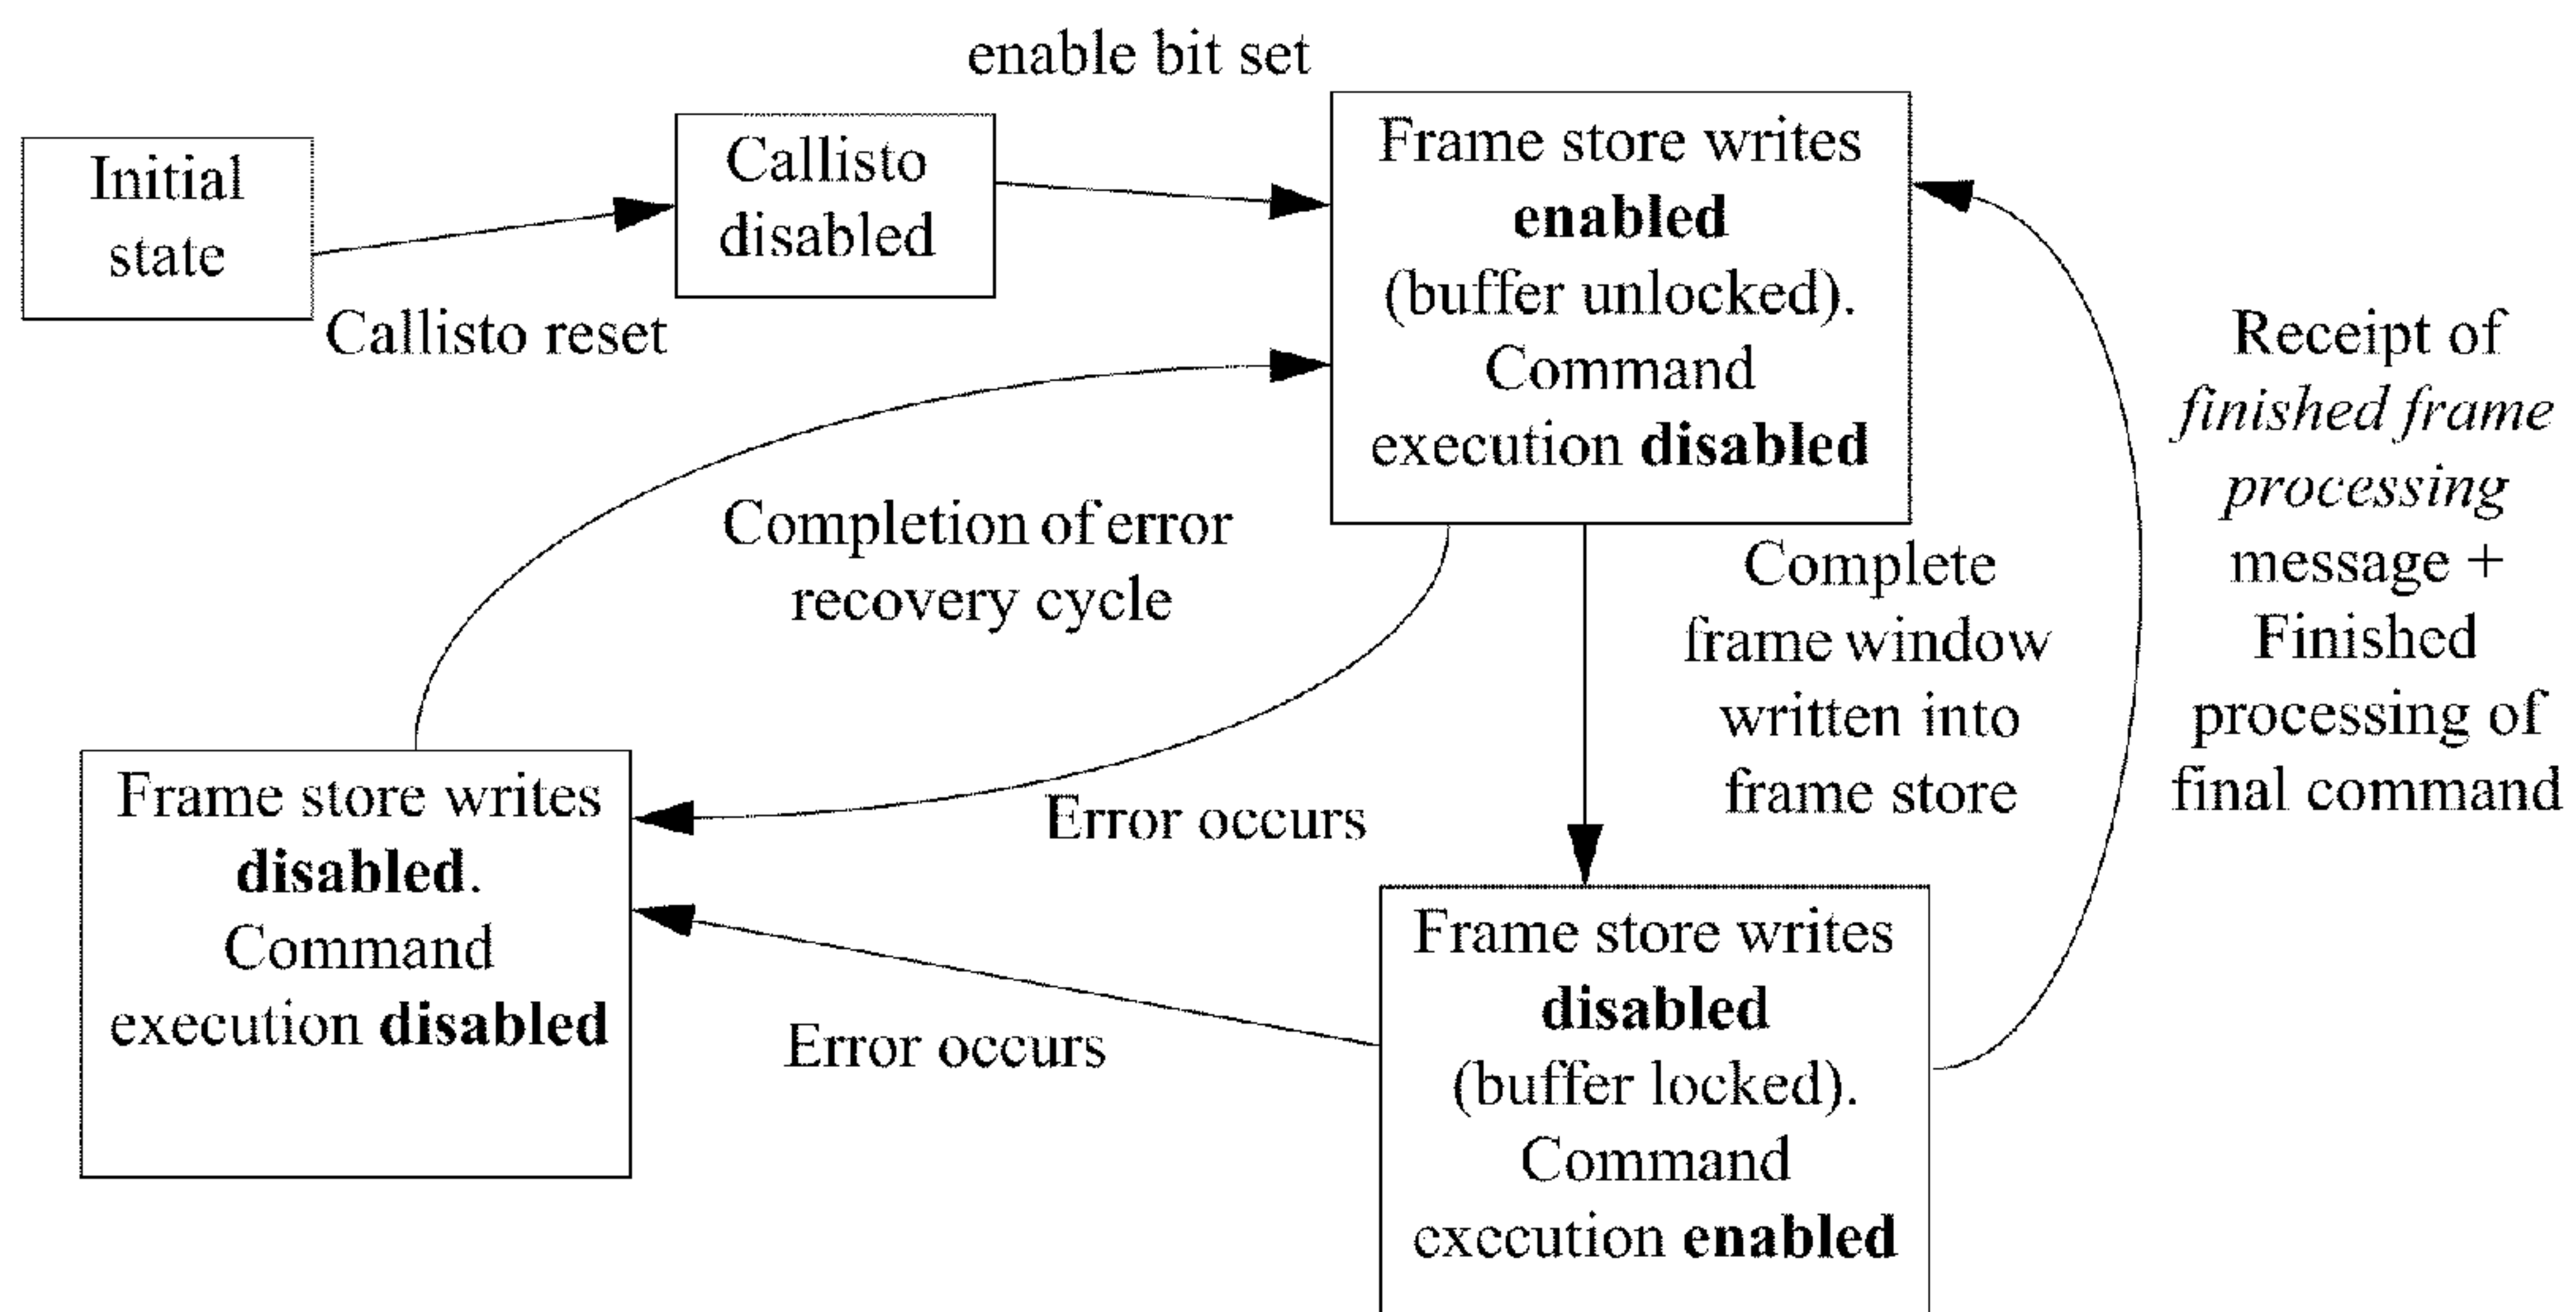 enable bit set
Initial
state
Callisto reset
Callisto
disabled
Frame store writes
enabled
(buffer unlocked).
Command
execution disabled
Receipt of
finished frame
processing
message +
Finished
processing of
final command
Completion of error
recovery cycle
Complete
frame window
written into
frame store
Error occurs
Frame store writes
disabled.
Command
execution disabled
Error occurs
Frame store writes
disabled
(buffer locked).
Command
execution enabled